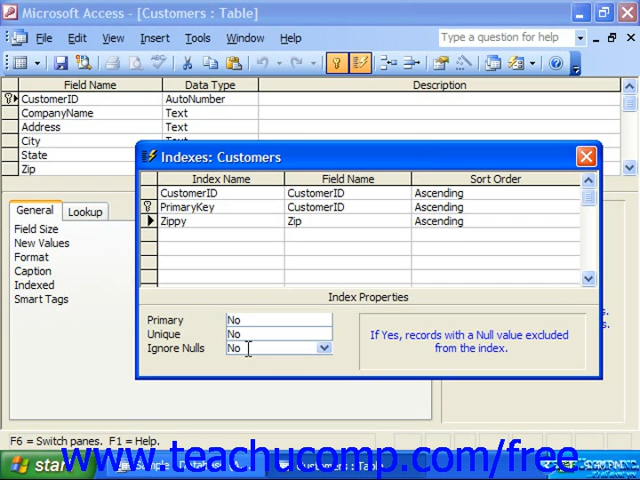 Microsoft Access - [Customers : Table]
File Edit View Insert Tools Window Help
Type a question for help
Field Name Data Type Description
CustomerID AutoNumber
CompanyName Text
Address Text
City Text
State
Zip
Indexes: Customers
Index Name Field Name Sort Order
CustomerID CustomerID Ascending
PrimaryKey CustomerID Ascending
Zippy Zip Ascending
General Lookup
Field Size
New Values
Format
Caption
Indexed
Smart Tags
Index Properties
Primary No
Unique No
Ignore Nulls No
If Yes, records with a Null value excluded
from the index.
F6 = Switch panes. F1 = Help.
www.teachucomp.com/free
start
Customers : Table